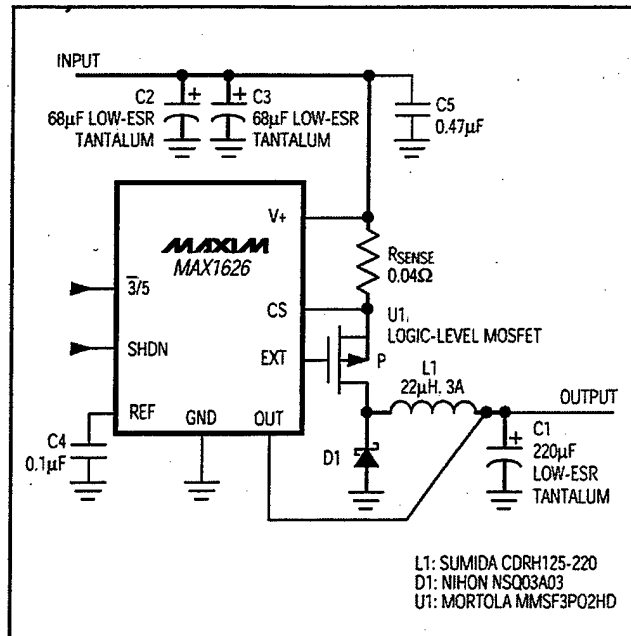 INPUT
C2
68µF LOW-ESR
TANTALUM
+
C3
68µF LOW-ESR
TANTALUM
+
C5
0.47µF
V+
MAXIM
MAX1626
RSENSE
0.04Ω
3/5
CS
U1
LOGIC-LEVEL MOSFET
SHDN
EXT
P
L1
22µH, 3A
OUTPUT
REF
GND
OUT
C4
0.1µF
D1
+
C1
220µF
LOW-ESR
TANTALUM
L1: SUMIDA CDRH125-220
D1: NIHON NSQ03A03
U1: MORTOLA MMSF3PO2HD